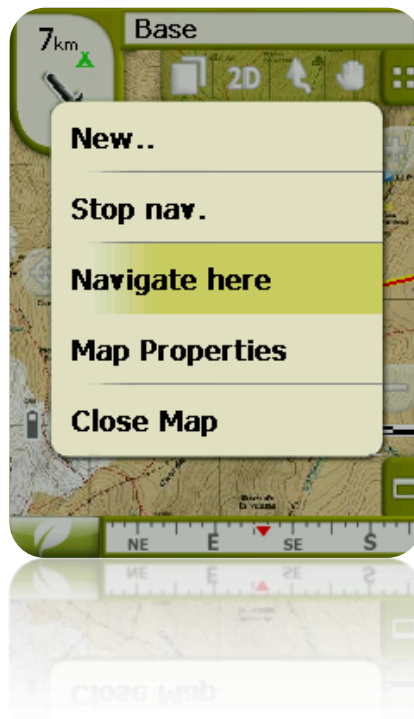 7km
Base
2D
New..
Stop nav.
Navigate here
Map Properties
Close Map
NE E SE S